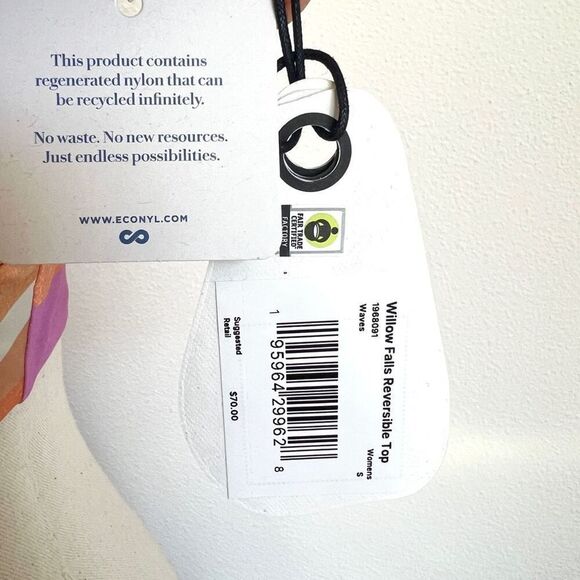 This product contains
regenerated nylon that can
be recycled infinitely.
No waste. No new resources.
Just endless possibilities.
WWW.ECONYL.COM
FAIR TRADE
CERTIFIED
FACTORY
Willow Falls Reversible Top
1968091
Waves
Womens
S
1 95964 29962 8
Suggested
Retail
$70.00